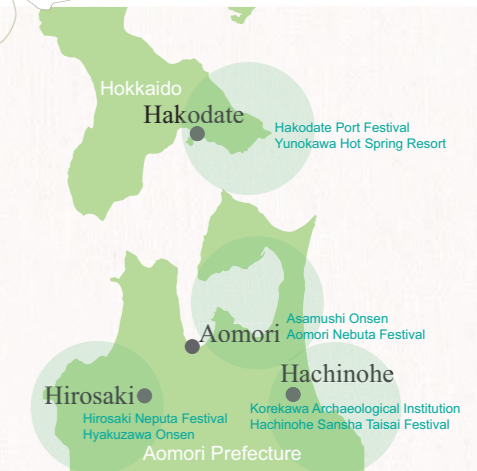 Hokkaido
Hakodate
Hakodate Port Festival
Yunokawa Hot Spring Resort
Asamushi Onsen
Aomori
Aomori Nebuta Festival
Hachinohe
Hirosaki
Korekawa Archaeological Institution
Hirosaki Neputa Festival
Hachinohe Sansha Taisai Festival
Hyakuzawa Onsen
Aomori Prefecture